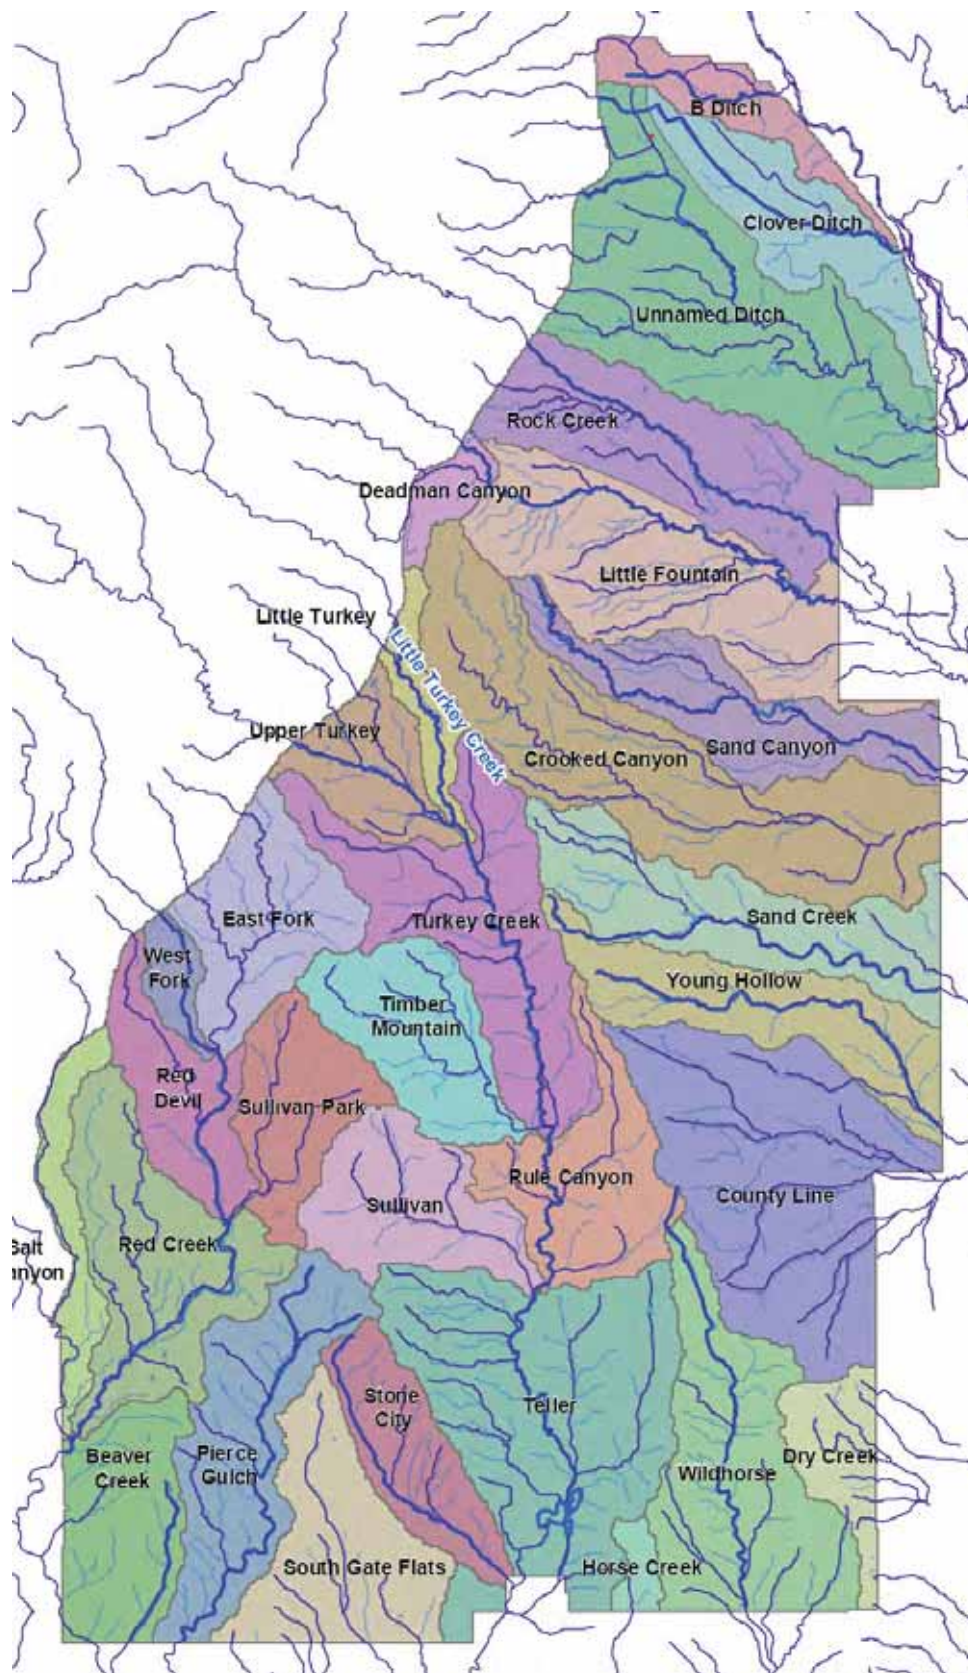 B Ditch
Clover Ditch
Unnamed Ditch
Rock Creek
Deadman Canyon
Little Fountain
Little Turkey
Little Turkey Creek
Upper Turkey
Crooked Canyon
Sand Canyon
East Fork
Turkey Creek
Sand Creek
West
Fork
Young Hollow
Timber
Mountain
Red
Devil
Sullivan Park
Rule Canyon
County Line
Sullivan
Red Creek
Salt
anyon
Stone
City
Teller
Beaver
Creek
Pierce
Gulch
Wildhorse
Dry Creek
South Gate Flats
Horse Creek